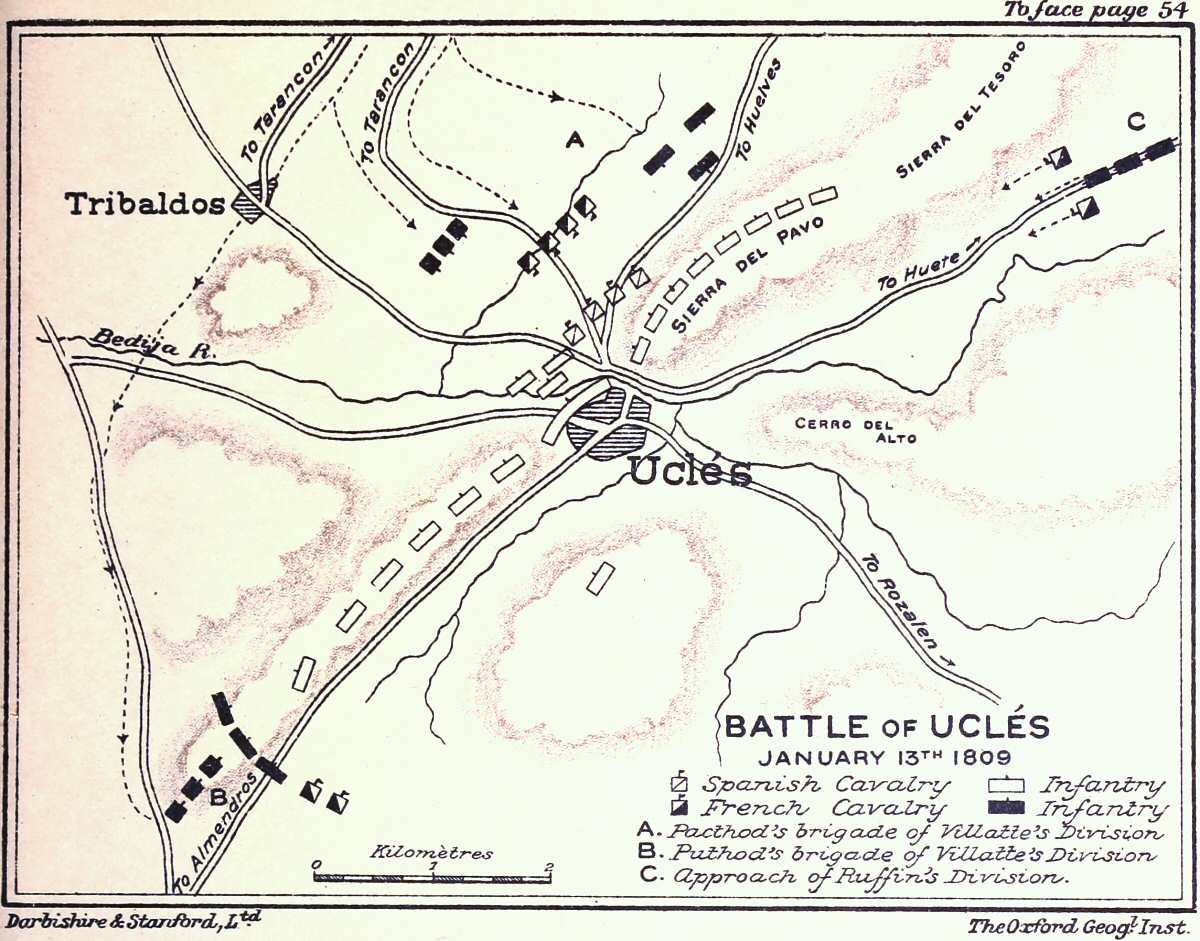 To face page 54
To Tarancon
To Tarancon
To Huelves
A
SIERRA DEL TESORO
C
Tribaldos
SIERRA DEL PAVO
To Huete
Bedija R.
CERRO DEL
ALTO
Uclés
To Rozalen
B
To Almendros
BATTLE OF UCLÉS
JANUARY 13TH 1809
Spanish Cavalry Infantry
French Cavalry Infantry
A. Pacthod's brigade of Villatte's Division
B. Puthod's brigade of Villatte's Division
C. Approach of Ruffin's Division.
Kilomètres
0 1 2
Darbishire & Stanford, Ltd
The Oxford Geogl. Inst.